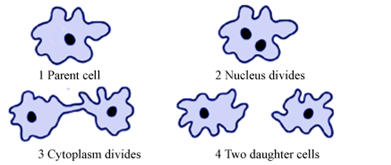 1 Parent cell
2 Nucleus divides
3 Cytoplasm divides
4 Two daughter cells